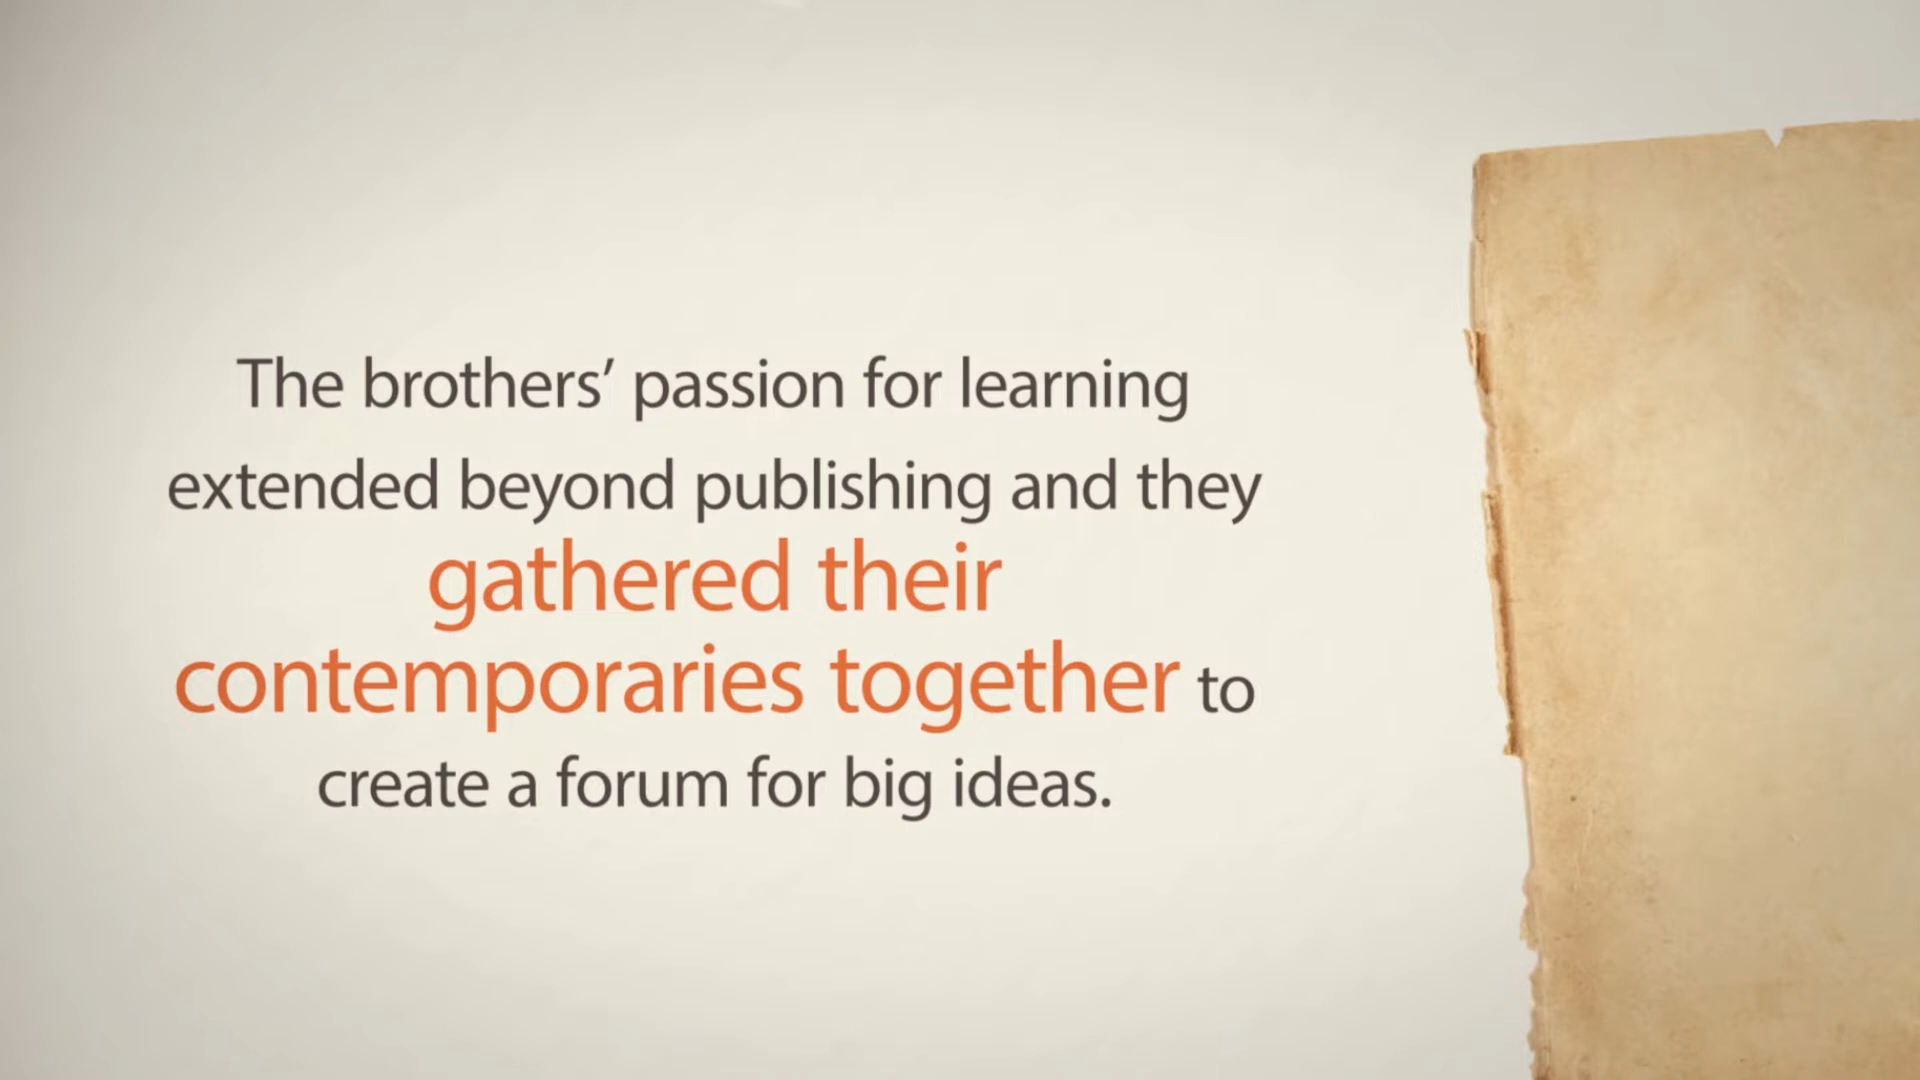 The brothers’ passion for learning
extended beyond publishing and they
gathered their
contemporaries together to
create a forum for big ideas.